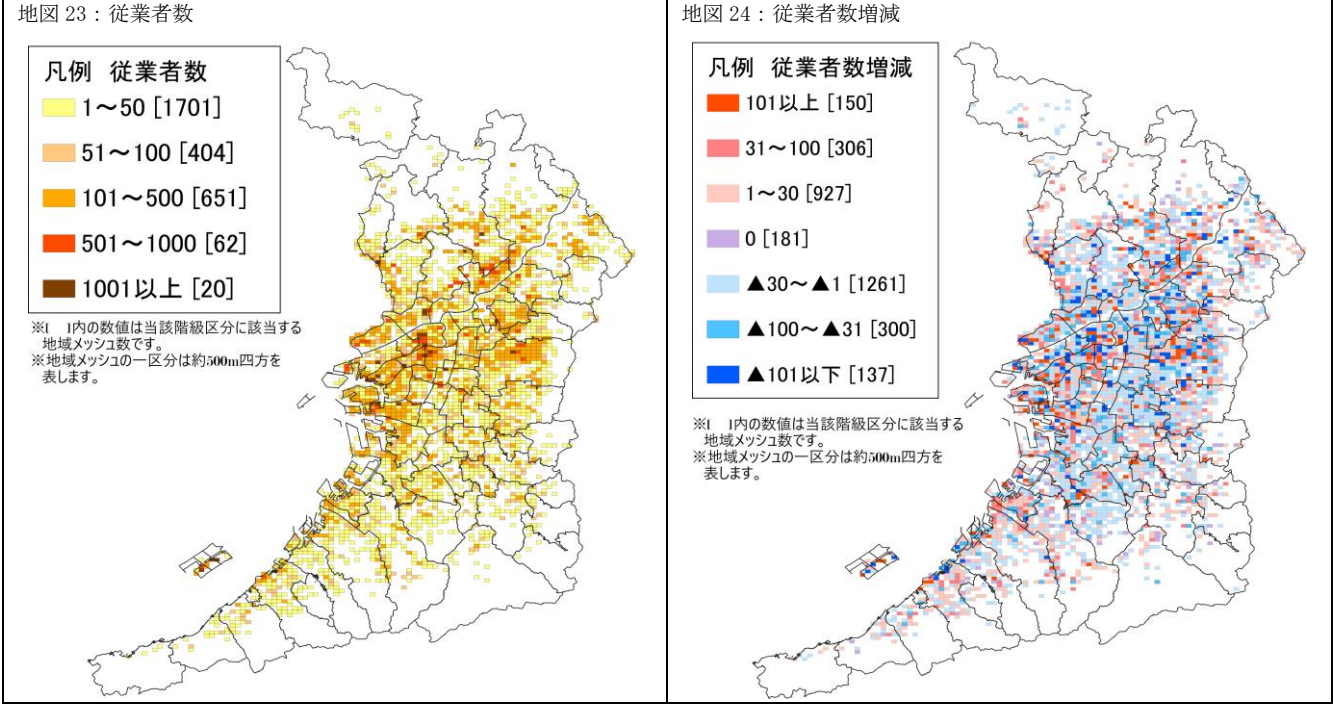 地図 23：従業者数
凡例 従業者数
1～50 [1701]
51～100 [404]
101～500 [651]
501～1000 [62]
1001以上 [20]
※[ ]内の数値は当該階級区分に該当する
地域メッシュ数です。
※地域メッシュの一区分は約500m四方を
表します。
地図 24：従業者数増減
凡例 従業者数増減
101以上 [150]
31～100 [306]
1～30 [927]
0 [181]
▲30～▲1 [1261]
▲100～▲31 [300]
▲101以下 [137]
※[ ]内の数値は当該階級区分に該当する
地域メッシュ数です。
※地域メッシュの一区分は約500m四方を
表します。